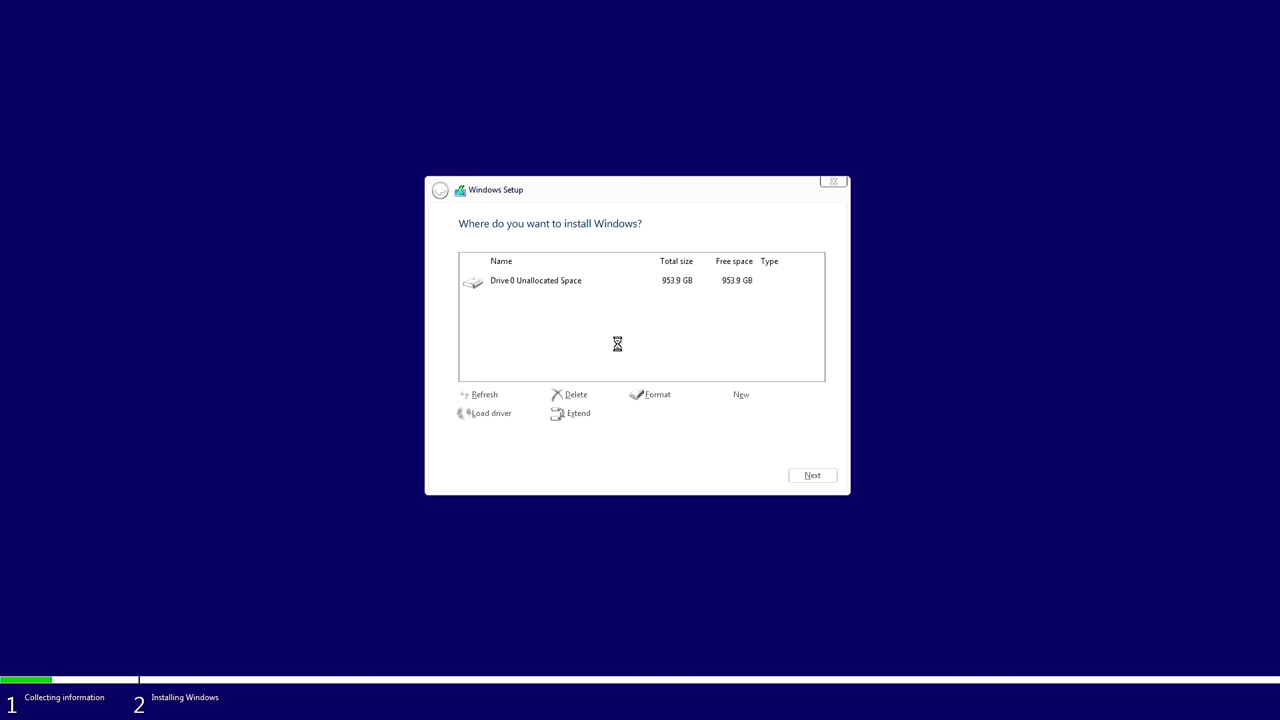 Windows Setup
Where do you want to install Windows?
Name Total size Free space Type
Drive 0 Unallocated Space 953.9 GB 953.9 GB
Refresh Delete Format New
Load driver Extend
Next
1 Collecting information 2 Installing Windows